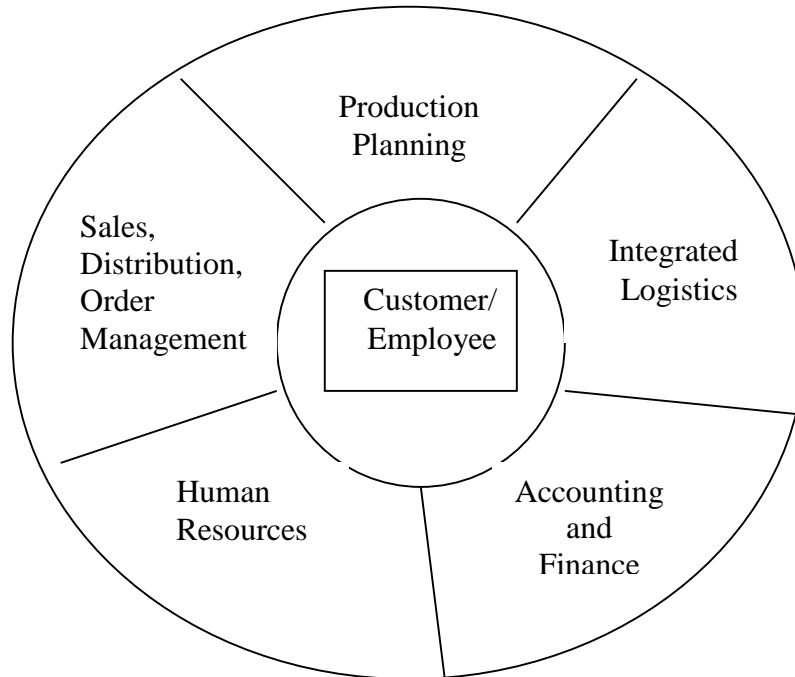 Production
Planning
Sales,
Distribution,
Order
Management
Integrated
Logistics
Customer/
Employee
Human
Resources
Accounting
and
Finance